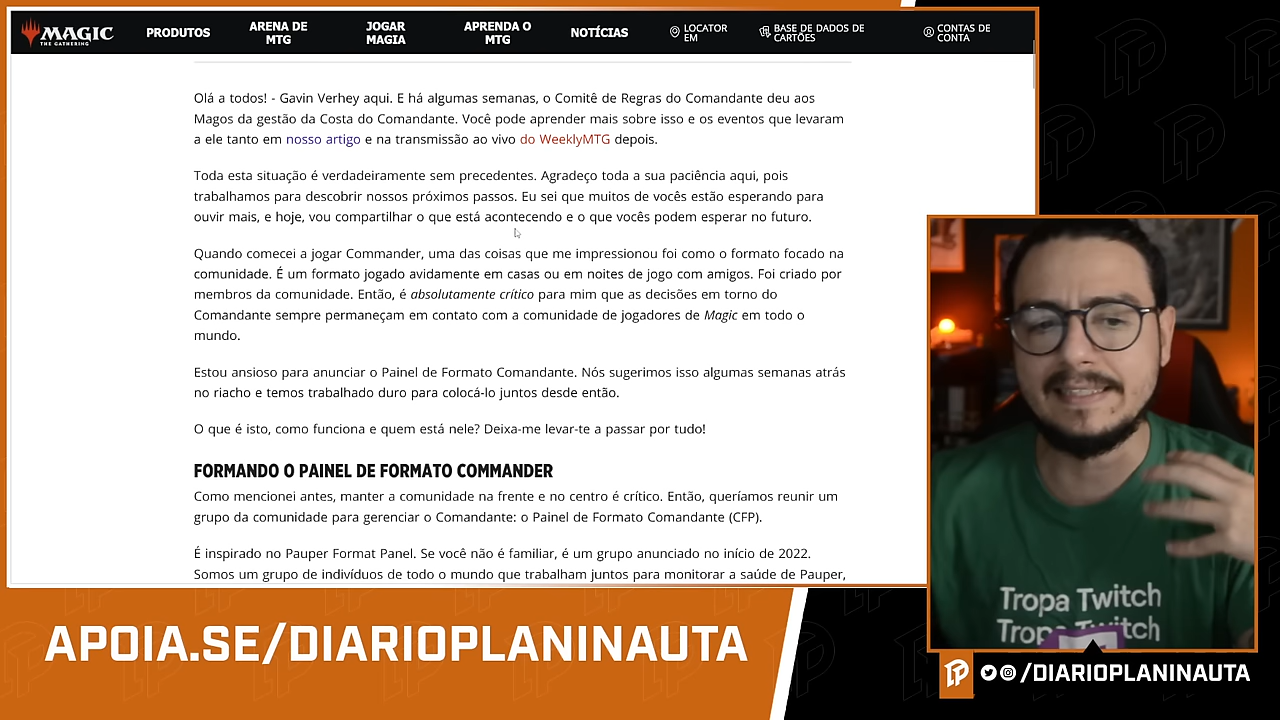 MAGIC
THE GATHERING
PRODUTOS
ARENA DE
MTG
JOGAR
MAGIA
APRENDA O
MTG
NOTÍCIAS
LOCATOR
EM
BASE DE DADOS DE
CARTÕES
CONTAS DE
CONTA
Olá a todos! - Gavin Verhey aqui. E há algumas semanas, o Comitê de Regras do Comandante deu aos
Magos da gestão da Costa do Comandante. Você pode aprender mais sobre isso e os eventos que levaram
a ele tanto em nosso artigo e na transmissão ao vivo do WeeklyMTG depois.
Toda esta situação é verdadeiramente sem precedentes. Agradeço toda a sua paciência aqui, pois
trabalhamos para descobrir nossos próximos passos. Eu sei que muitos de vocês estão esperando para
ouvir mais, e hoje, vou compartilhar o que está acontecendo e o que vocês podem esperar no futuro.
Quando comecei a jogar Commander, uma das coisas que me impressionou foi como o formato focado na
comunidade. É um formato jogado avidamente em casas ou em noites de jogo com amigos. Foi criado por
membros da comunidade. Então, é absolutamente crítico para mim que as decisões em torno do
Comandante sempre permaneçam em contato com a comunidade de jogadores de Magic em todo o
mundo.
Estou ansioso para anunciar o Painel de Formato Comandante. Nós sugerimos isso algumas semanas atrás
no riacho e temos trabalhado duro para colocá-lo juntos desde então.
O que é isto, como funciona e quem está nele? Deixa-me levar-te a passar por tudo!
FORMANDO O PAINEL DE FORMATO COMMANDER
Como mencionei antes, manter a comunidade na frente e no centro é crítico. Então, queríamos reunir um
grupo da comunidade para gerenciar o Comandante: o Painel de Formato Comandante (CFP).
É inspirado no Pauper Format Panel. Se você não é familiar, é um grupo anunciado no início de 2022.
Somos um grupo de indivíduos de todo o mundo que trabalham juntos para monitorar a saúde de Pauper,
Tropa Twitch
Tropa Twitch
APOIA.SE/DIARIOPLANINAUTA
/DIARIOPLANINAUTA